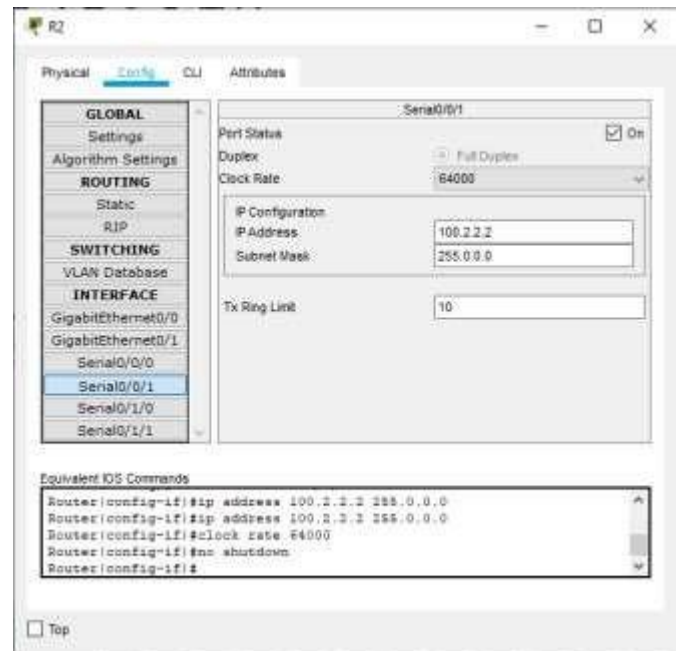 R2
Physical Config CLI Attributes
GLOBAL
Settings
Algorithm Settings
ROUTING
Static
RIP
SWITCHING
VLAN Database
INTERFACE
GigabitEthernet0/0
GigabitEthernet0/1
Serial0/0/0
Serial0/0/1
Serial0/1/0
Serial0/1/1
Serial0/0/1
Port Status On
Duplex Full Duplex
Clock Rate 64000
IP Configuration
IP Address 100.2.2.2
Subnet Mask 255.0.0.0
Tx Ring Limit 10
Equivalent IOS Commands
Router(config-if)#ip address 100.2.2.2 255.0.0.0
Router(config-if)#ip address 100.2.2.2 255.0.0.0
Router(config-if)#clock rate 64000
Router(config-if)#no shutdown
Router(config-if)#
Top